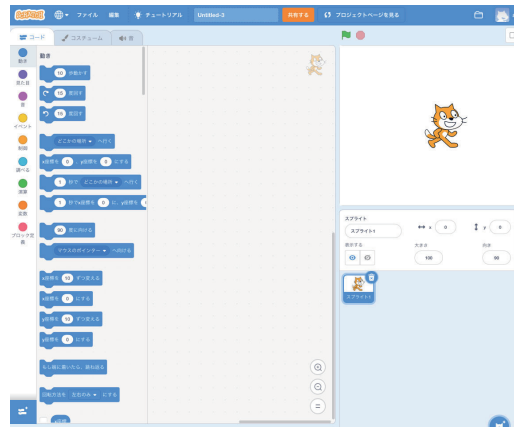 SCRATCH ファイル 編集 チュートリアル Untitled-3 共有する プロジェクトページを見る
コード コスチューム 音
動き
見た目
音
イベント
制御
調べる
演算
変数
ブロック定義
動き
10 歩動かす
15 度回す
15 度回す
どこかの場所 へ行く
x座標を 0 、y座標を 0 にする
1 秒で どこかの場所 へ行く
1 秒でx座標を 0 に、y座標を
90 度に向ける
マウスのポインター へ向ける
x座標を 10 ずつ変える
x座標を 0 にする
y座標を 10 ずつ変える
y座標を 0 にする
もし端に着いたら、跳ね返る
回転方法を 左右のみ にする
x座標
スプライト
スプライト1 x 0 y 0
表示する 大きさ 向き
100 90
スプライト1